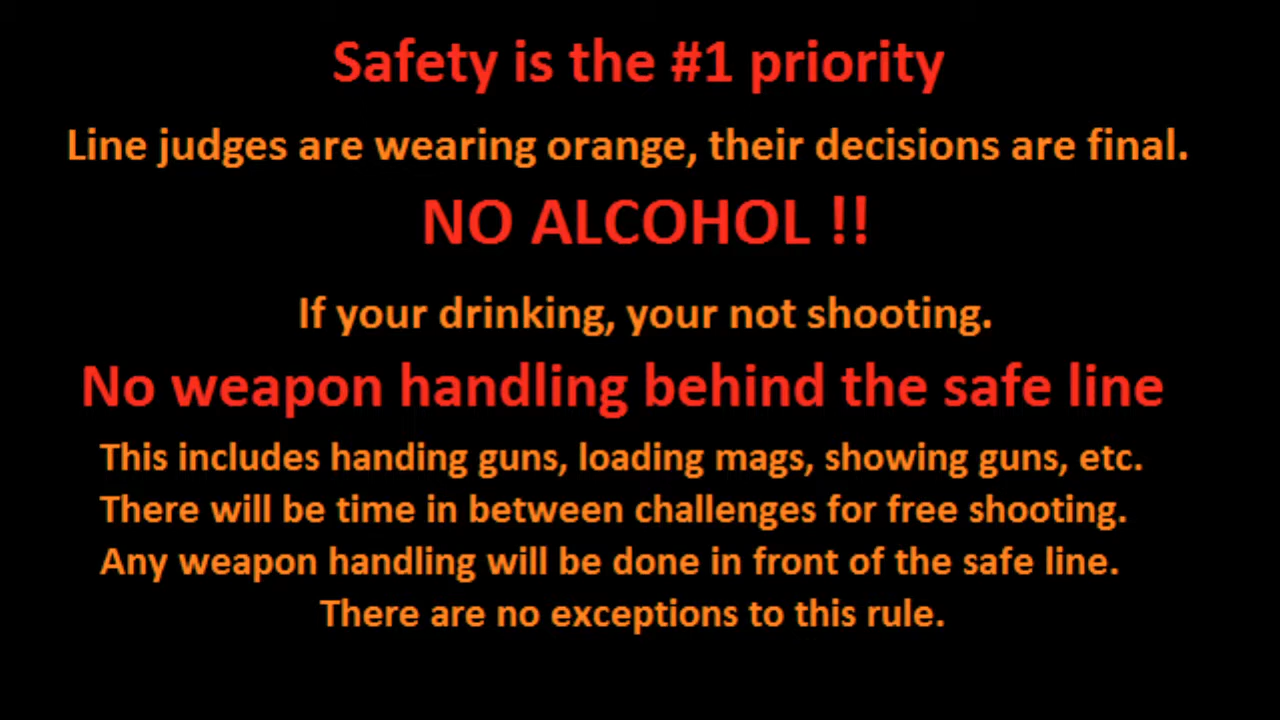 Safety is the #1 priority
Line judges are wearing orange, their decisions are final.
NO ALCOHOL !!
If your drinking, your not shooting.
No weapon handling behind the safe line
This includes handing guns, loading mags, showing guns, etc.
There will be time in between challenges for free shooting.
Any weapon handling will be done in front of the safe line.
There are no exceptions to this rule.